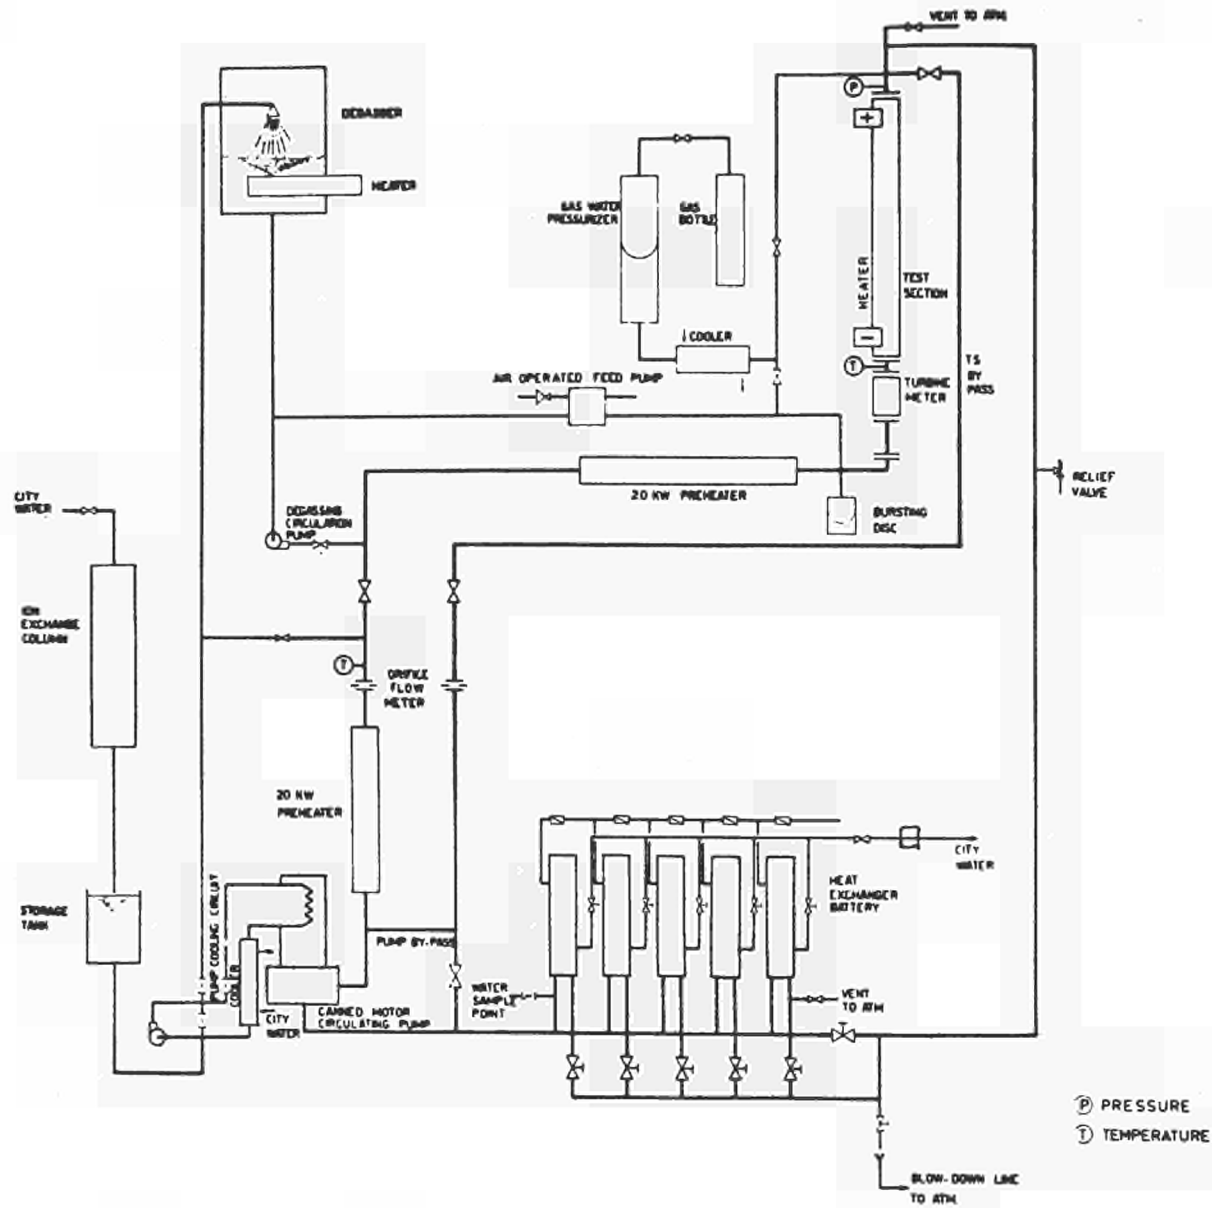 VENT TO ATM
P
DEGASSER
+
HEATER
GAS WATER
PRESSURIZER
GAS
BOTTLE
HEATER
TEST
SECTION
COOLER
−
T
TS
BY
PASS
AIR OPERATED FEED PUMP
TURBINE
METER
20 KW PREHEATER
RELIEF
VALVE
CITY
WATER
DEGASSING
CIRCULATION
PUMP
BURSTING
DISC
ION
EXCHANGE
COLUMN
T
ORIFICE
FLOW
METER
20 KW
PREHEATER
CITY
WATER
HEAT
EXCHANGER
BATTERY
STORAGE
TANK
PUMP COOLING CIRCUIT
COOLER
PUMP BY-PASS
WATER
SAMPLE
POINT
VENT
TO ATM
CITY
WATER
CANNED MOTOR
CIRCULATING PUMP
P PRESSURE
T TEMPERATURE
BLOW-DOWN LINE
TO ATM.